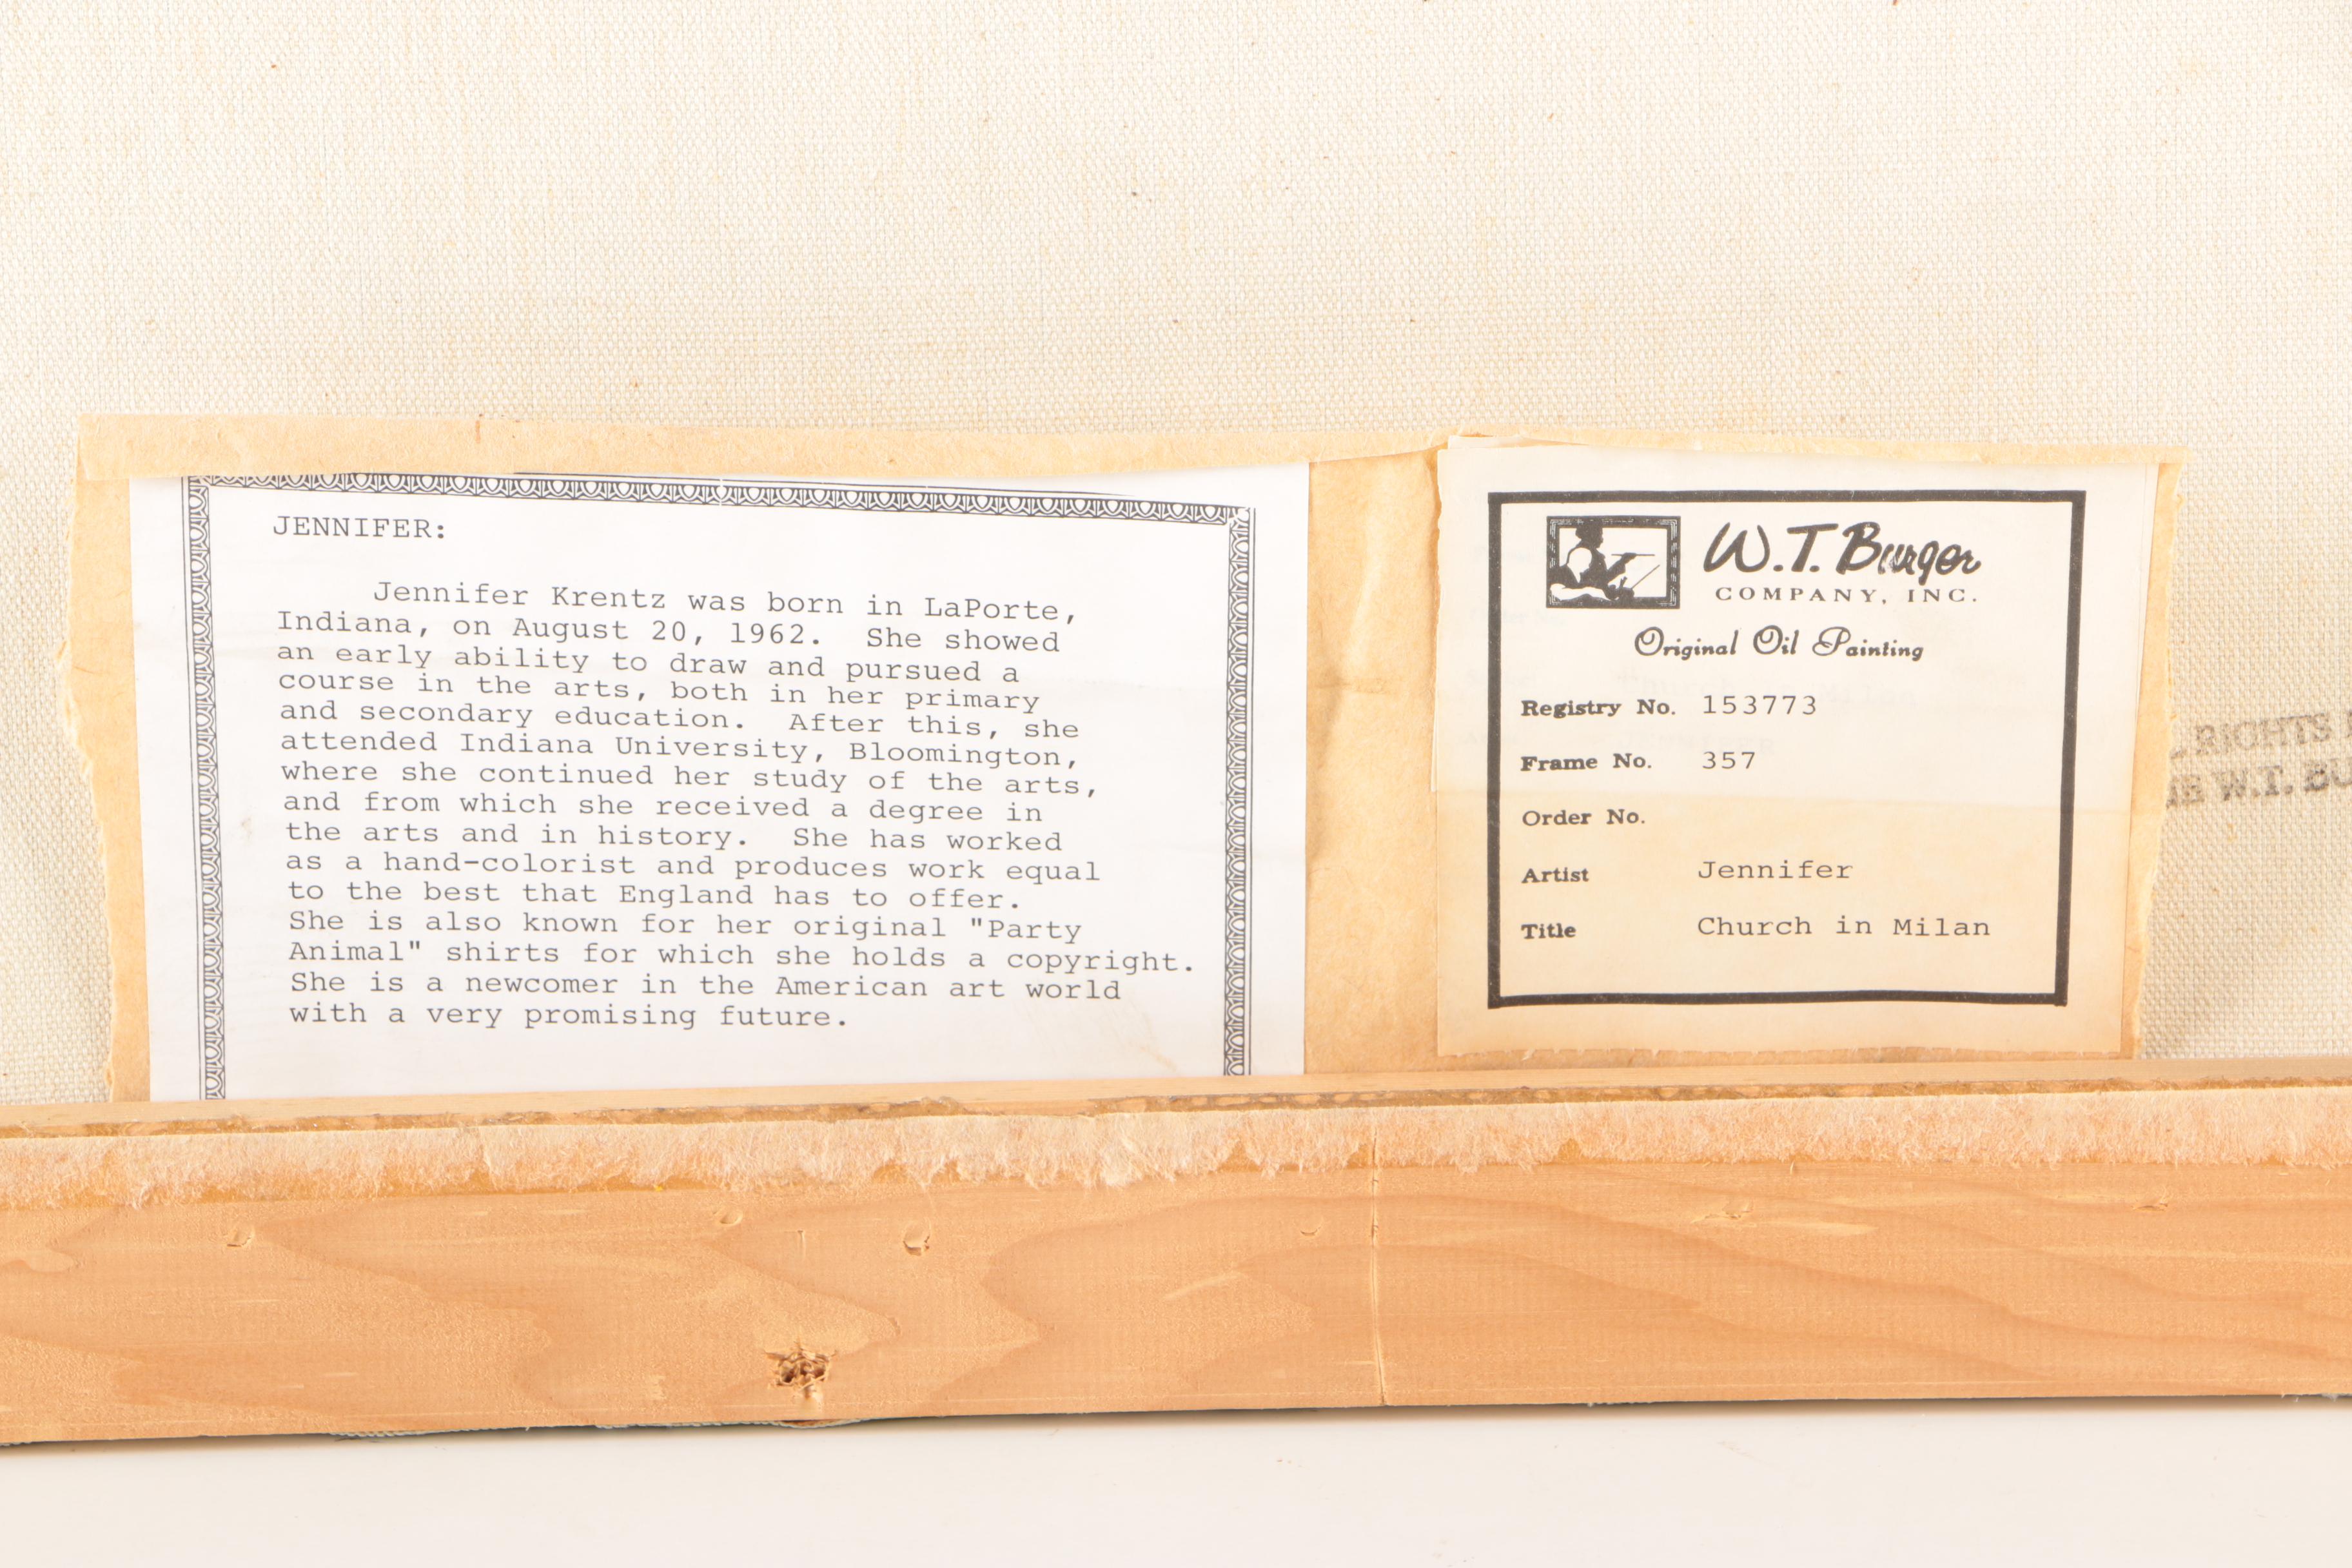 JENNIFER:
Jennifer Krentz was born in LaPorte,
Indiana, on August 20, 1962. She showed
an early ability to draw and pursued a
course in the arts, both in her primary
and secondary education. After this, she
attended Indiana University, Bloomington,
where she continued her study of the arts,
and from which she received a degree in
the arts and in history. She has worked
as a hand-colorist and produces work equal
to the best that England has to offer.
She is also known for her original "Party
Animal" shirts for which she holds a copyright.
She is a newcomer in the American art world
with a very promising future.
W.T. Burger
COMPANY, INC.
Original Oil Painting
Registry No. 153773
Frame No. 357
Order No.
Artist Jennifer
Title Church in Milan
RIGHTS
W.T.